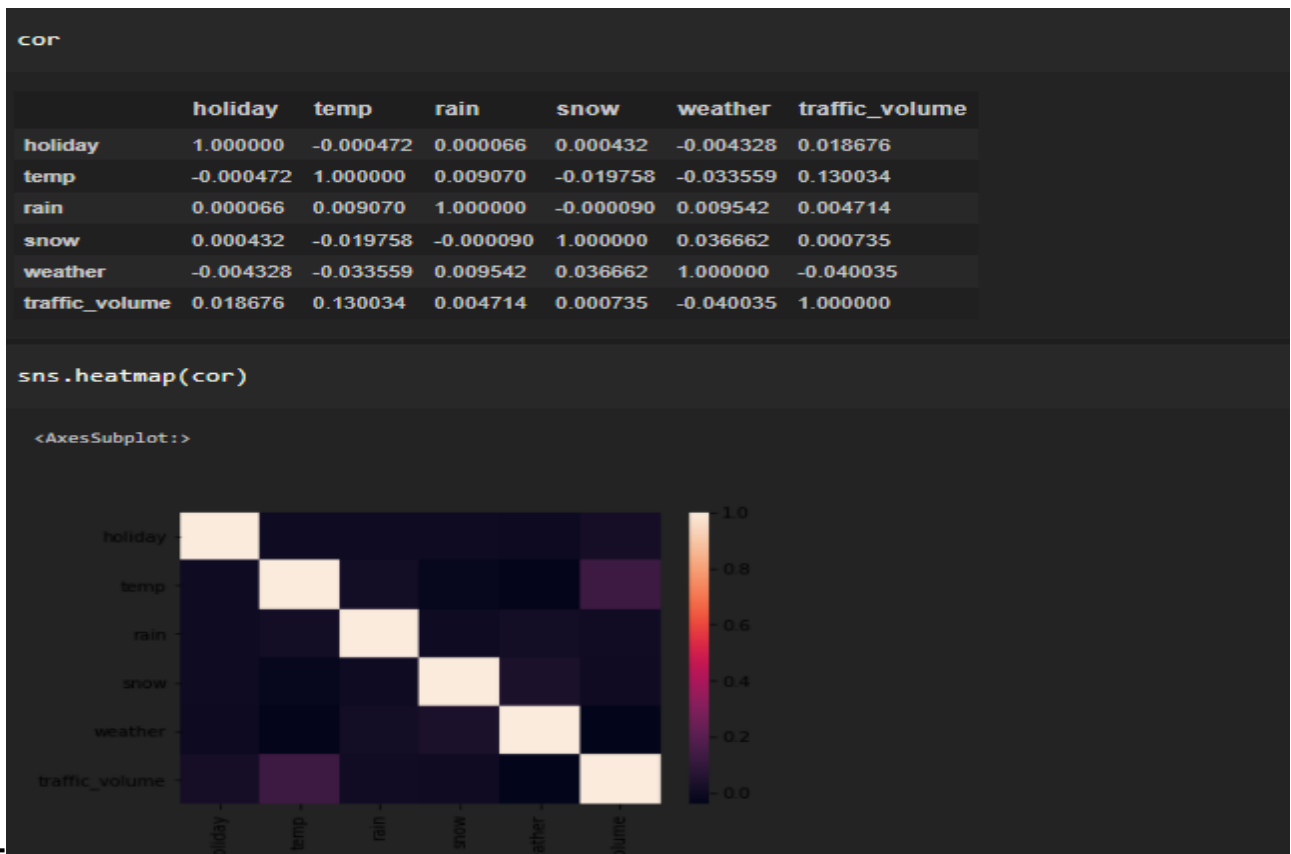 cor
holiday temp rain snow weather traffic_volume
holiday 1.000000 -0.000472 0.000066 0.000432 -0.004328 0.018676
temp -0.000472 1.000000 0.009070 -0.019758 -0.033559 0.130034
rain 0.000066 0.009070 1.000000 -0.000090 0.009542 0.004714
snow 0.000432 -0.019758 -0.000090 1.000000 0.036662 0.000735
weather -0.004328 -0.033559 0.009542 0.036662 1.000000 -0.040035
traffic_volume 0.018676 0.130034 0.004714 0.000735 -0.040035 1.000000
sns.heatmap(cor)
<AxesSubplot:>
holiday
temp
rain
snow
weather
traffic_volume
1.0
0.8
0.6
0.4
0.2
0.0
oliday temp rain snow ather olume